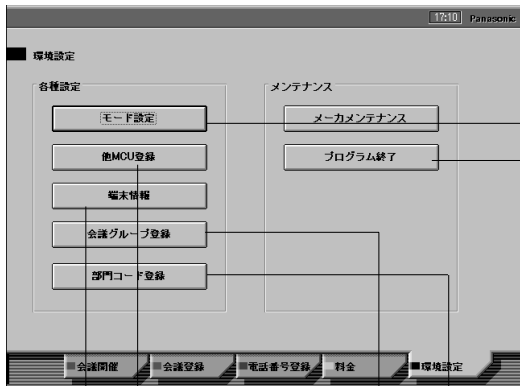 17:10 Panasonic
環境設定
各種設定
モード設定
他MCU登録
端末情報
会議グループ登録
部門コード登録
メンテナンス
メーカメンテナンス
プログラム終了
会議開催 会議登録 電話番号登録 料金 環境設定